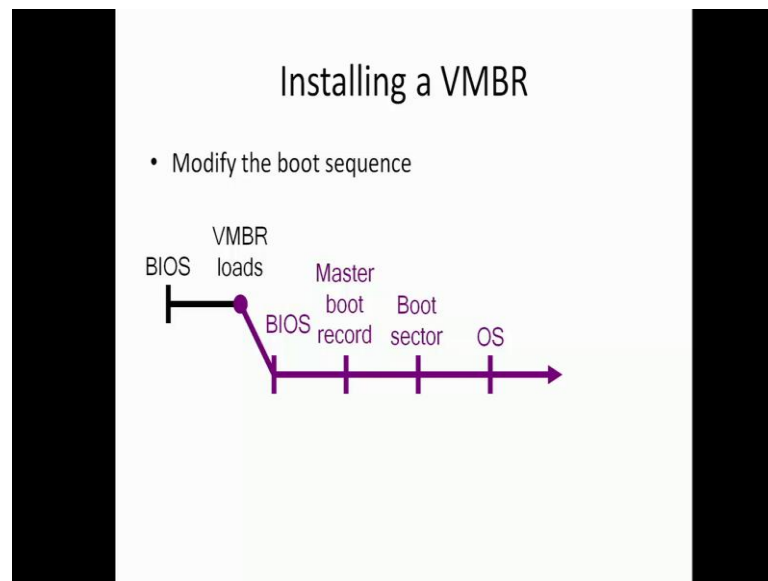 Installing a VMBR
• Modify the boot sequence
VMBR
BIOS loads
Master
boot
BIOS record
Boot
sector
OS